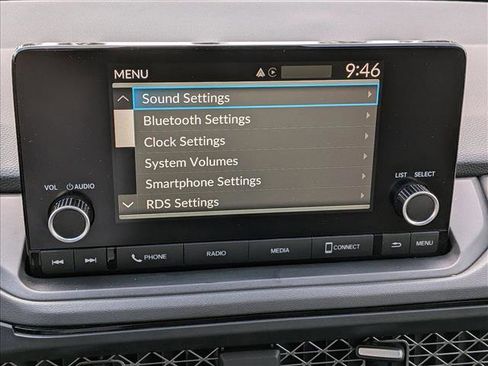 MENU 9:46
Sound Settings
Bluetooth Settings
Clock Settings
System Volumes
Smartphone Settings
RDS Settings
VOL AUDIO
LIST SELECT
PHONE RADIO MEDIA CONNECT MENU